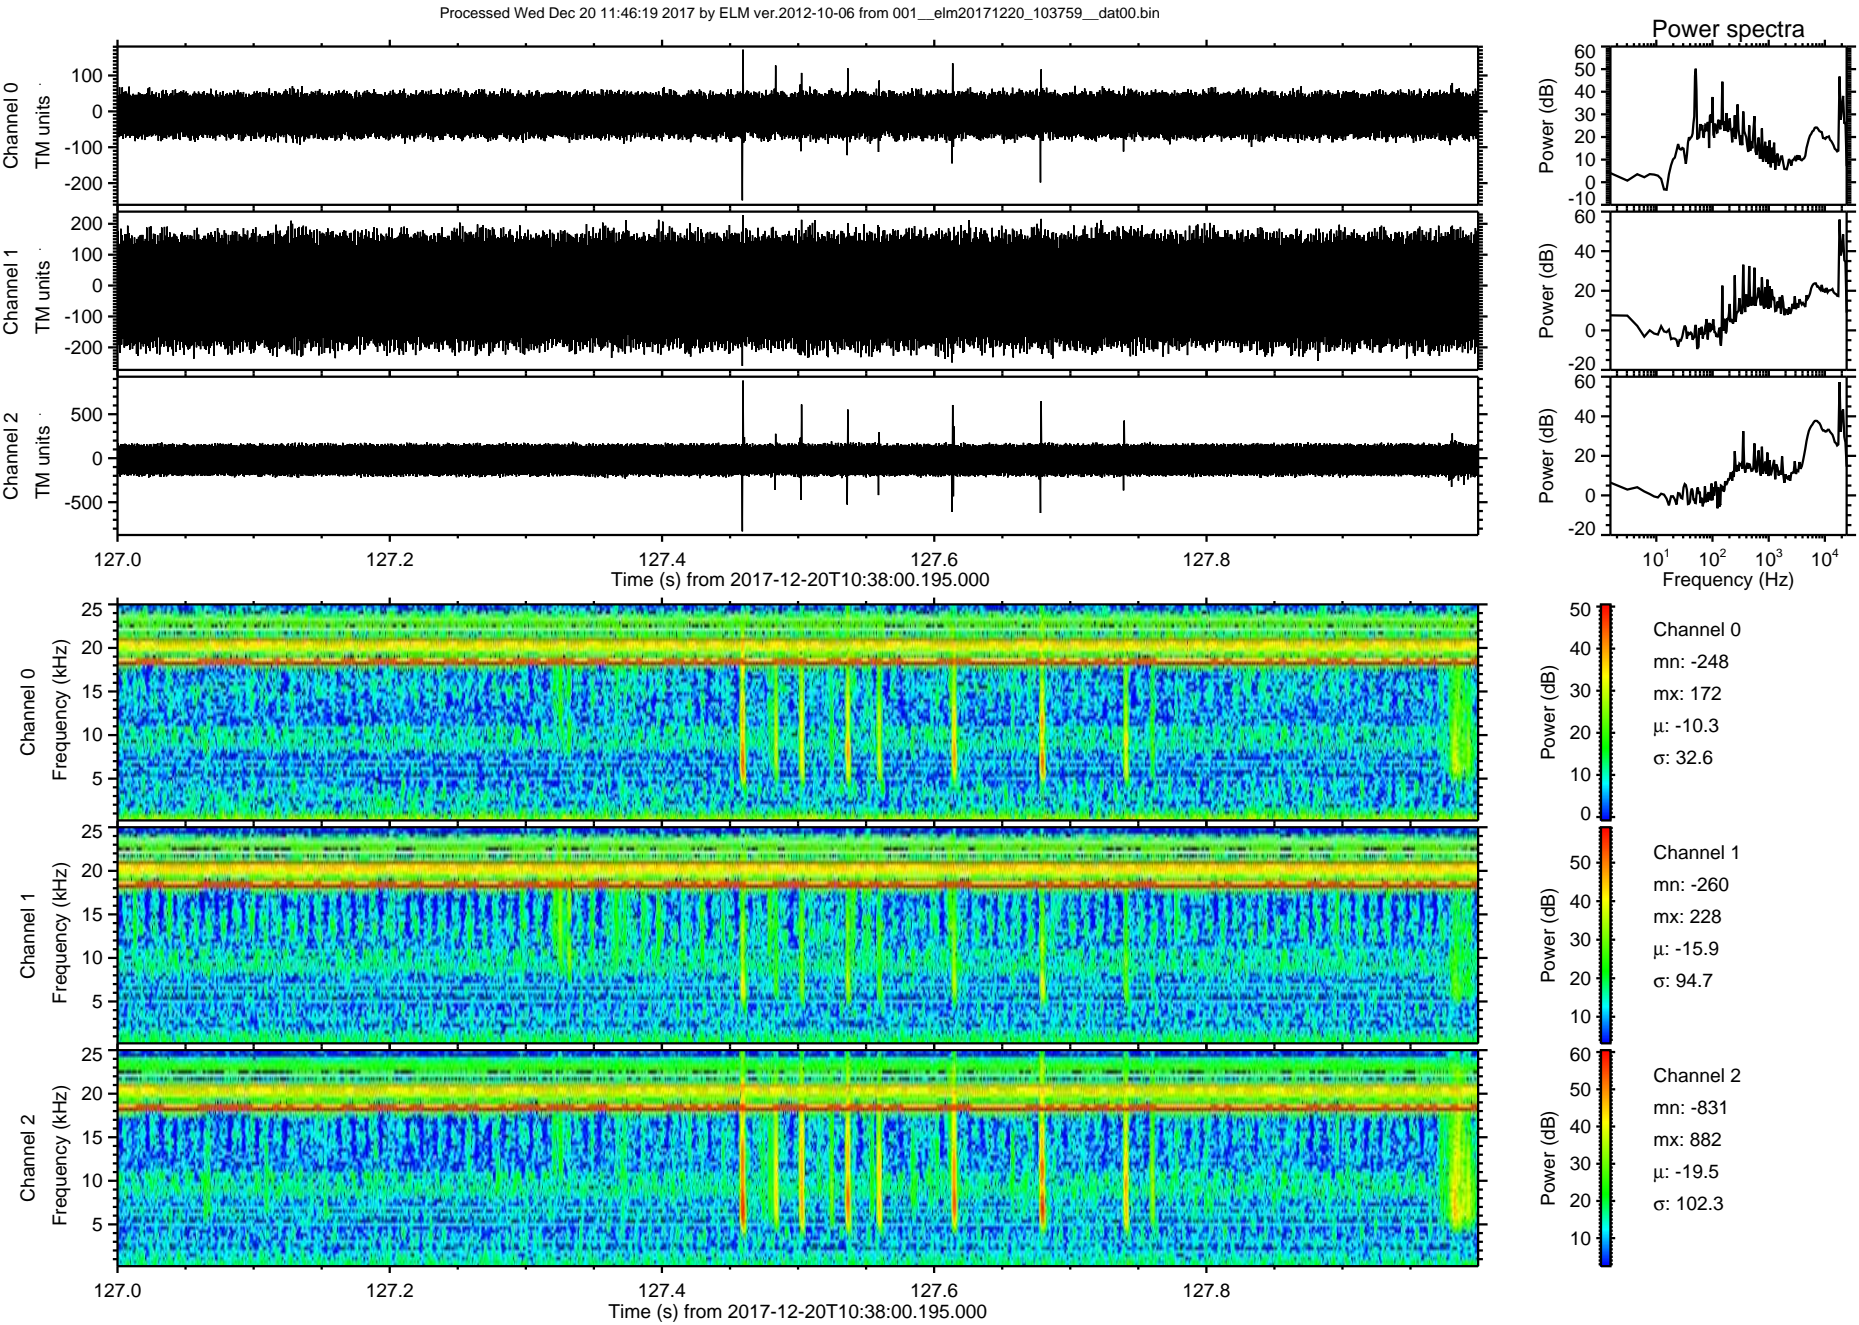 Processed Wed Dec 20 11:46:19 2017 by ELM ver.2012-10-06 from 001__elm20171220_103759__dat00.bin
Power spectra
Channel 0
TM units
100
0
-100
-200
Power (dB)
60
50
40
30
20
10
0
-10
Channel 1
TM units
200
100
0
-100
-200
Power (dB)
60
40
20
0
-20
Channel 2
TM units
500
0
-500
Power (dB)
60
40
20
0
-20
127.0 127.2 127.4 127.6 127.8
Time (s) from 2017-12-20T10:38:00.195.000
10^1 10^2 10^3 10^4
Frequency (Hz)
Channel 0
Frequency (kHz)
25
20
15
10
5
Power (dB)
50
40
30
20
10
0
Channel 0
mn: -248
mx: 172
μ: -10.3
σ: 32.6
Channel 1
Frequency (kHz)
25
20
15
10
5
Power (dB)
50
40
30
20
10
Channel 1
mn: -260
mx: 228
μ: -15.9
σ: 94.7
Channel 2
Frequency (kHz)
25
20
15
10
5
Power (dB)
60
50
40
30
20
10
Channel 2
mn: -831
mx: 882
μ: -19.5
σ: 102.3
127.0 127.2 127.4 127.6 127.8
Time (s) from 2017-12-20T10:38:00.195.000